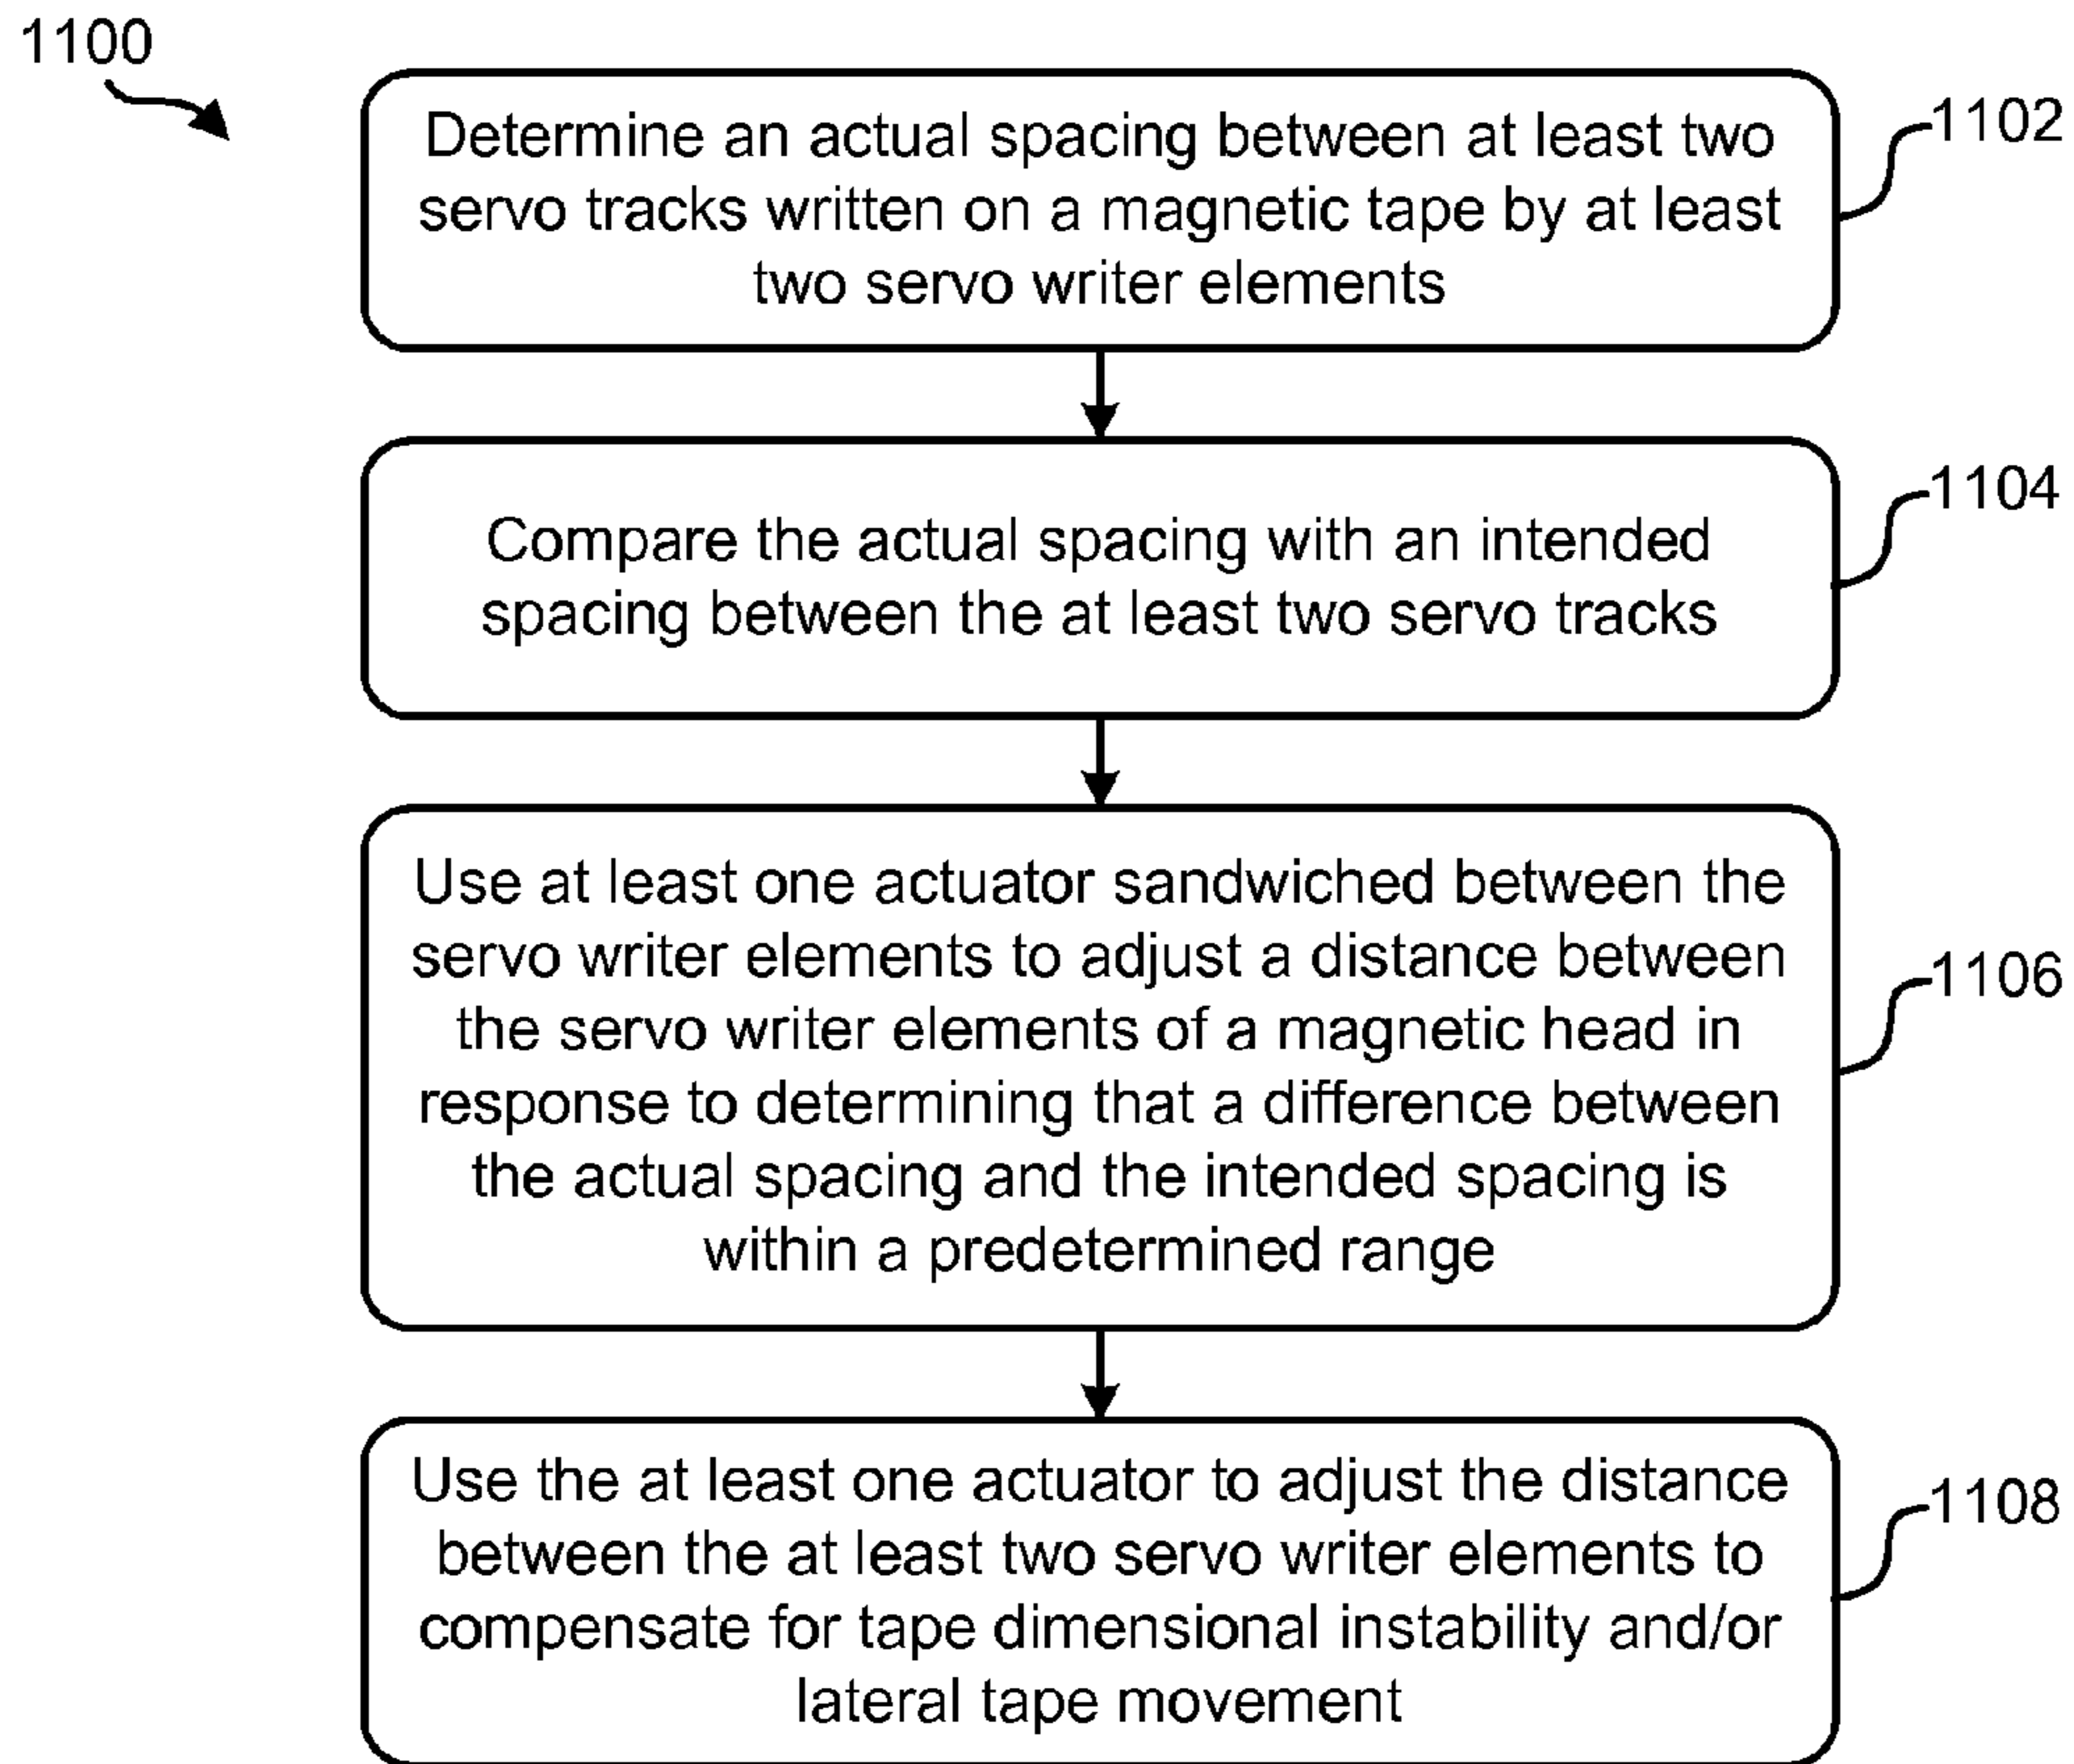 1100
Determine an actual spacing between at least two
servo tracks written on a magnetic tape by at least
two servo writer elements
1102
Compare the actual spacing with an intended
spacing between the at least two servo tracks
1104
Use at least one actuator sandwiched between the
servo writer elements to adjust a distance between
the servo writer elements of a magnetic head in
response to determining that a difference between
the actual spacing and the intended spacing is
within a predetermined range
1106
Use the at least one actuator to adjust the distance
between the at least two servo writer elements to
compensate for tape dimensional instability and/or
lateral tape movement
1108